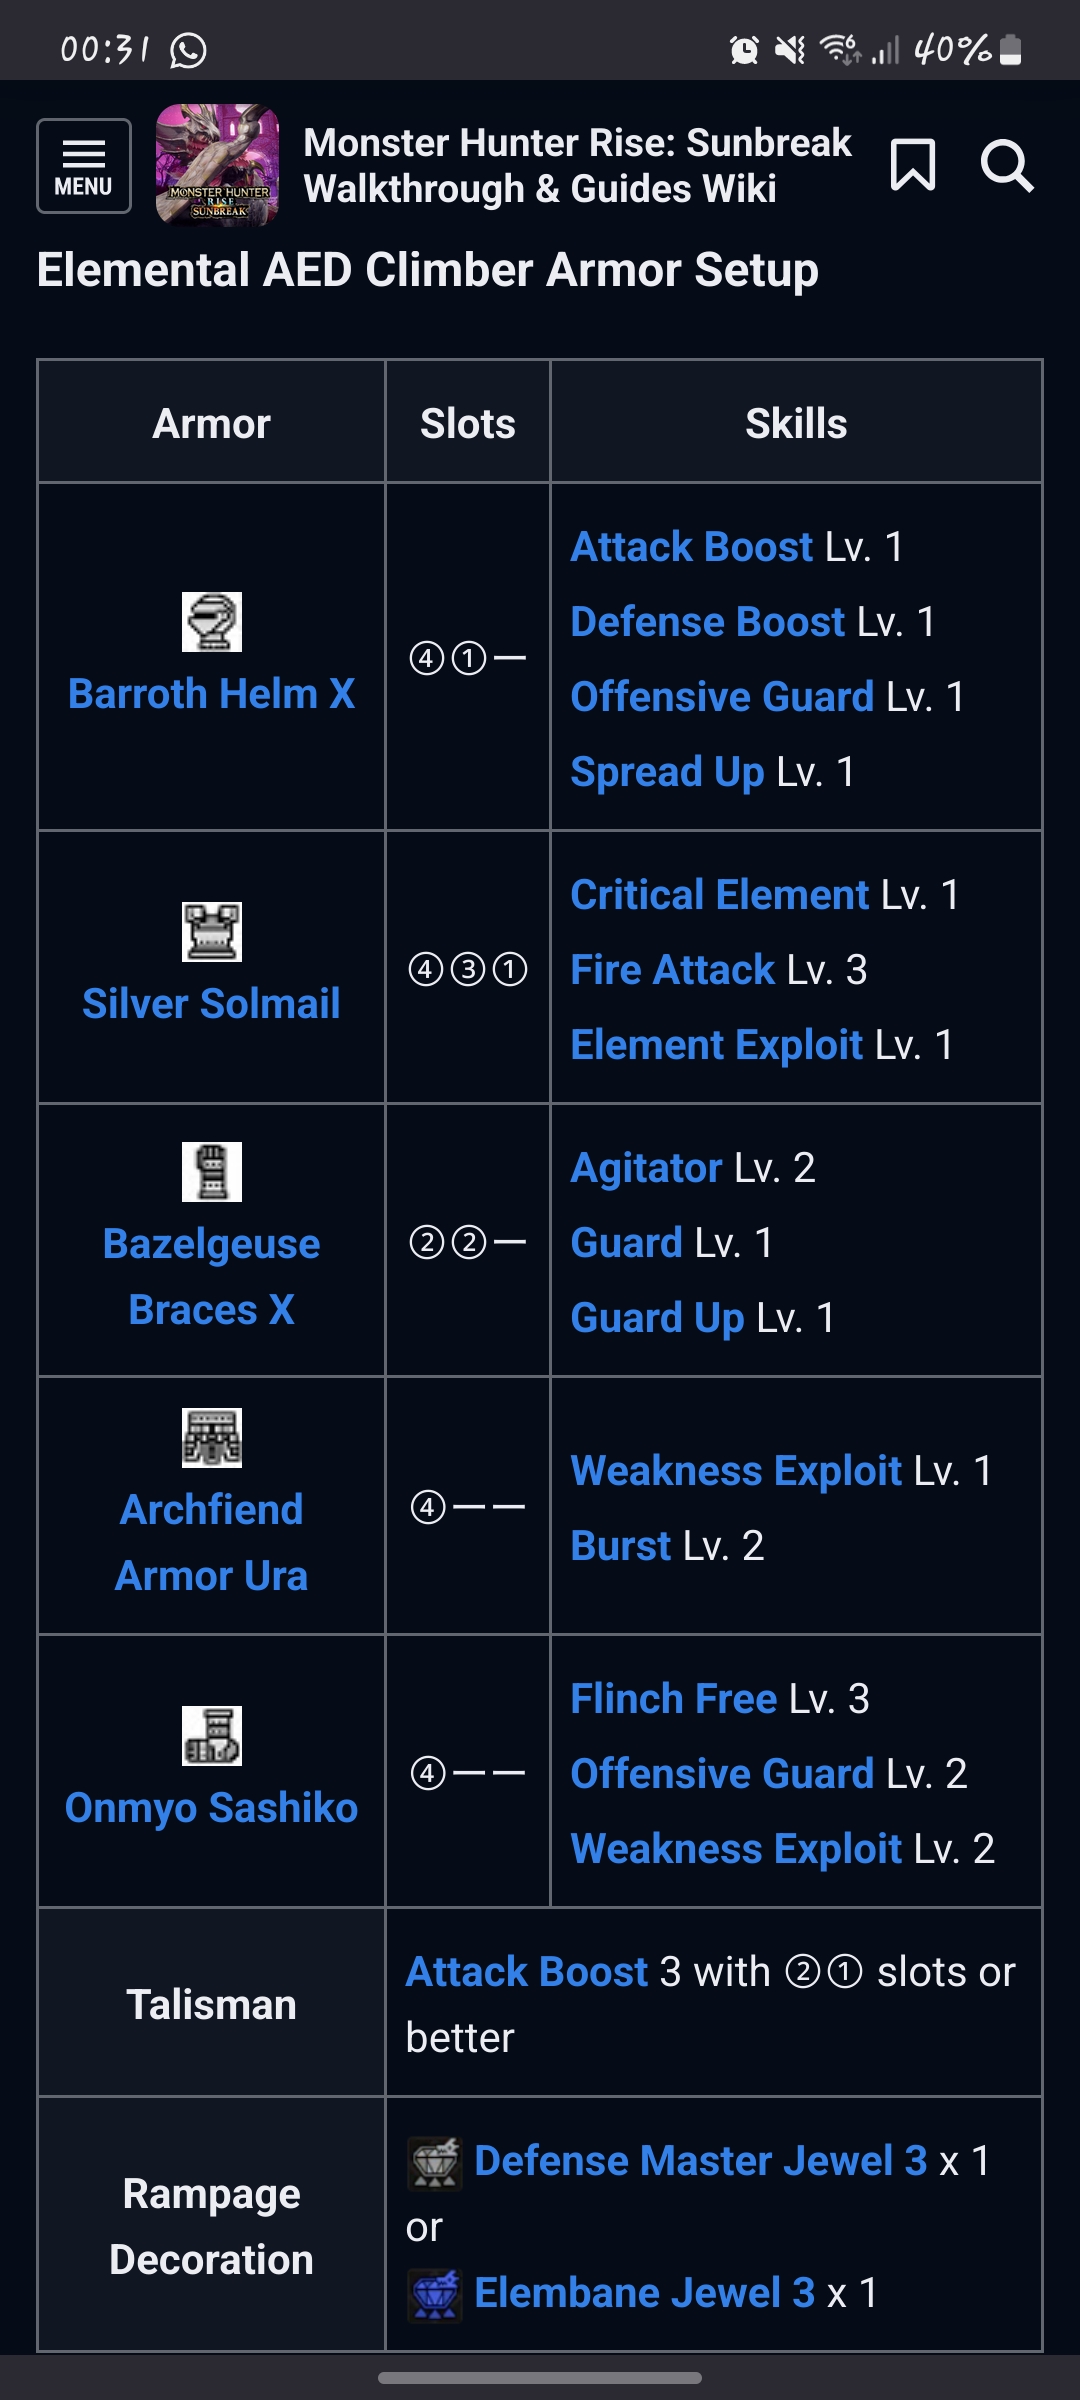 00:31
40%
MENU
MONSTER HUNTER
RISE
SUNBREAK
Monster Hunter Rise: Sunbreak
Walkthrough & Guides Wiki
Elemental AED Climber Armor Setup
Armor Slots Skills
Barroth Helm X
④①—
Attack Boost Lv. 1
Defense Boost Lv. 1
Offensive Guard Lv. 1
Spread Up Lv. 1
Silver Solmail
④③①
Critical Element Lv. 1
Fire Attack Lv. 3
Element Exploit Lv. 1
Bazelgeuse
Braces X
②②—
Agitator Lv. 2
Guard Lv. 1
Guard Up Lv. 1
Archfiend
Armor Ura
④——
Weakness Exploit Lv. 1
Burst Lv. 2
Onmyo Sashiko
④——
Flinch Free Lv. 3
Offensive Guard Lv. 2
Weakness Exploit Lv. 2
Talisman
Attack Boost 3 with ②① slots or
better
Rampage
Decoration
Defense Master Jewel 3 x 1
or
Elembane Jewel 3 x 1